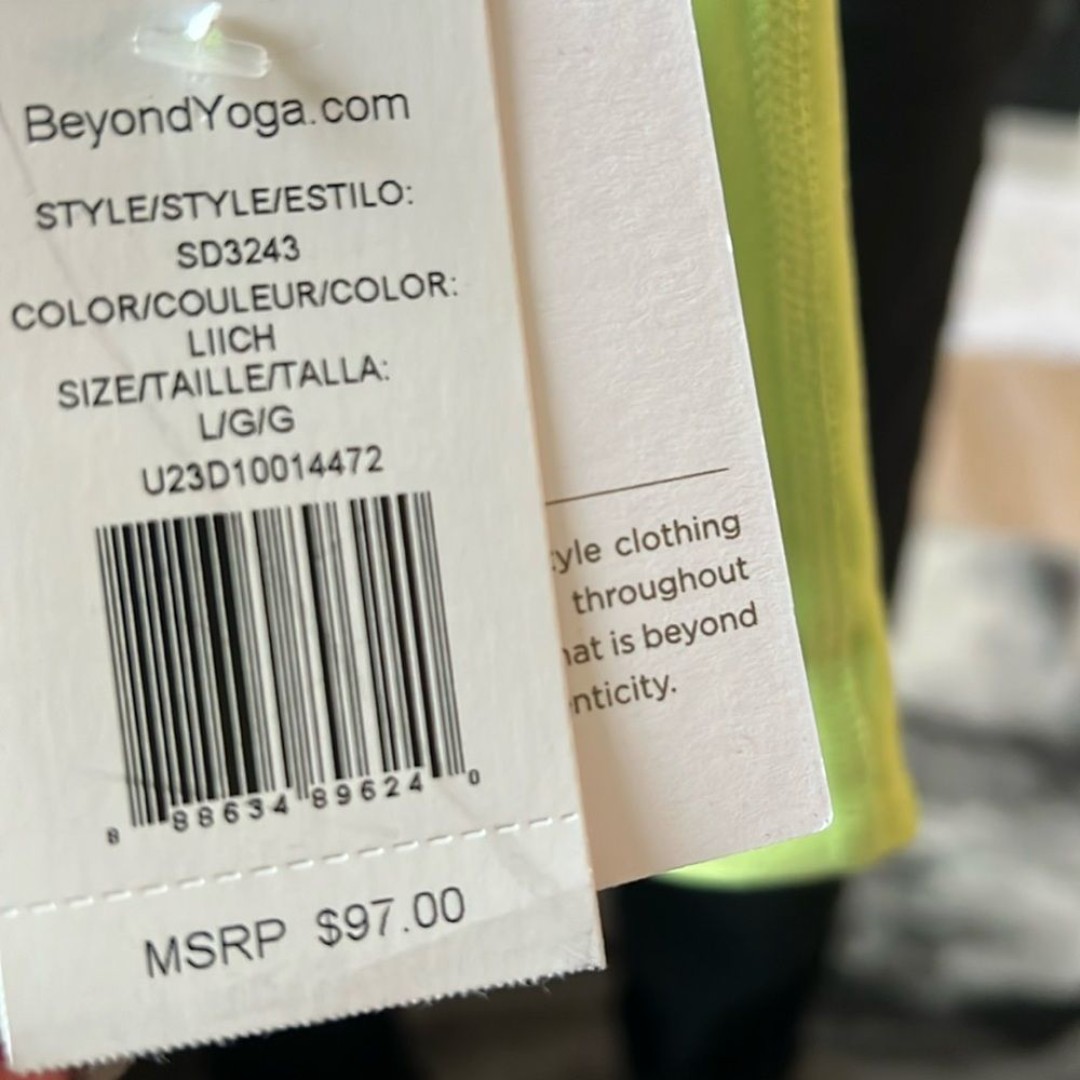 BeyondYoga.com
STYLE/STYLE/ESTILO:
SD3243
COLOR/COULEUR/COLOR:
LIICH
SIZE/TAILLE/TALLA:
L/G/G
U23D10014472
8 88634 89624 0
MSRP $97.00
clothing
throughout
is beyond